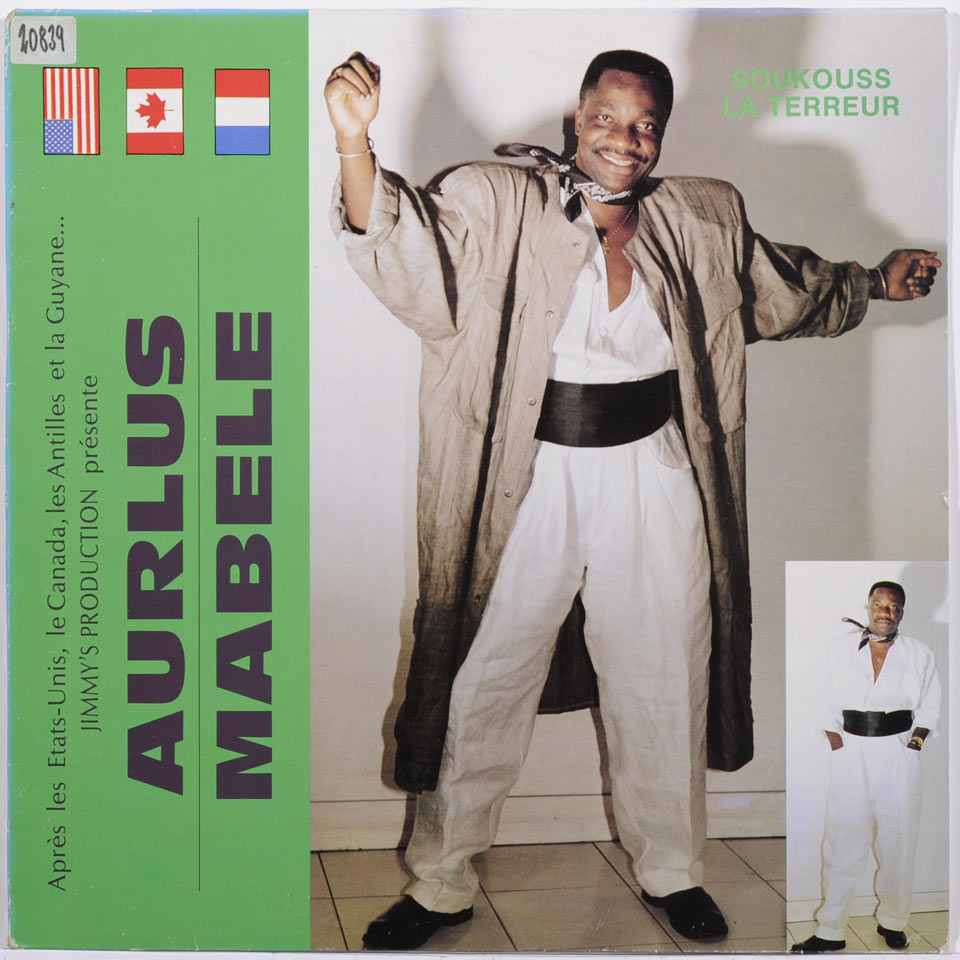 20839
SOUKOUSS
LA TERREUR
Après les Etats-Unis, le Canada, les Antilles et la Guyane...
JIMMY'S PRODUCTION présente
AURLUS
MABELE